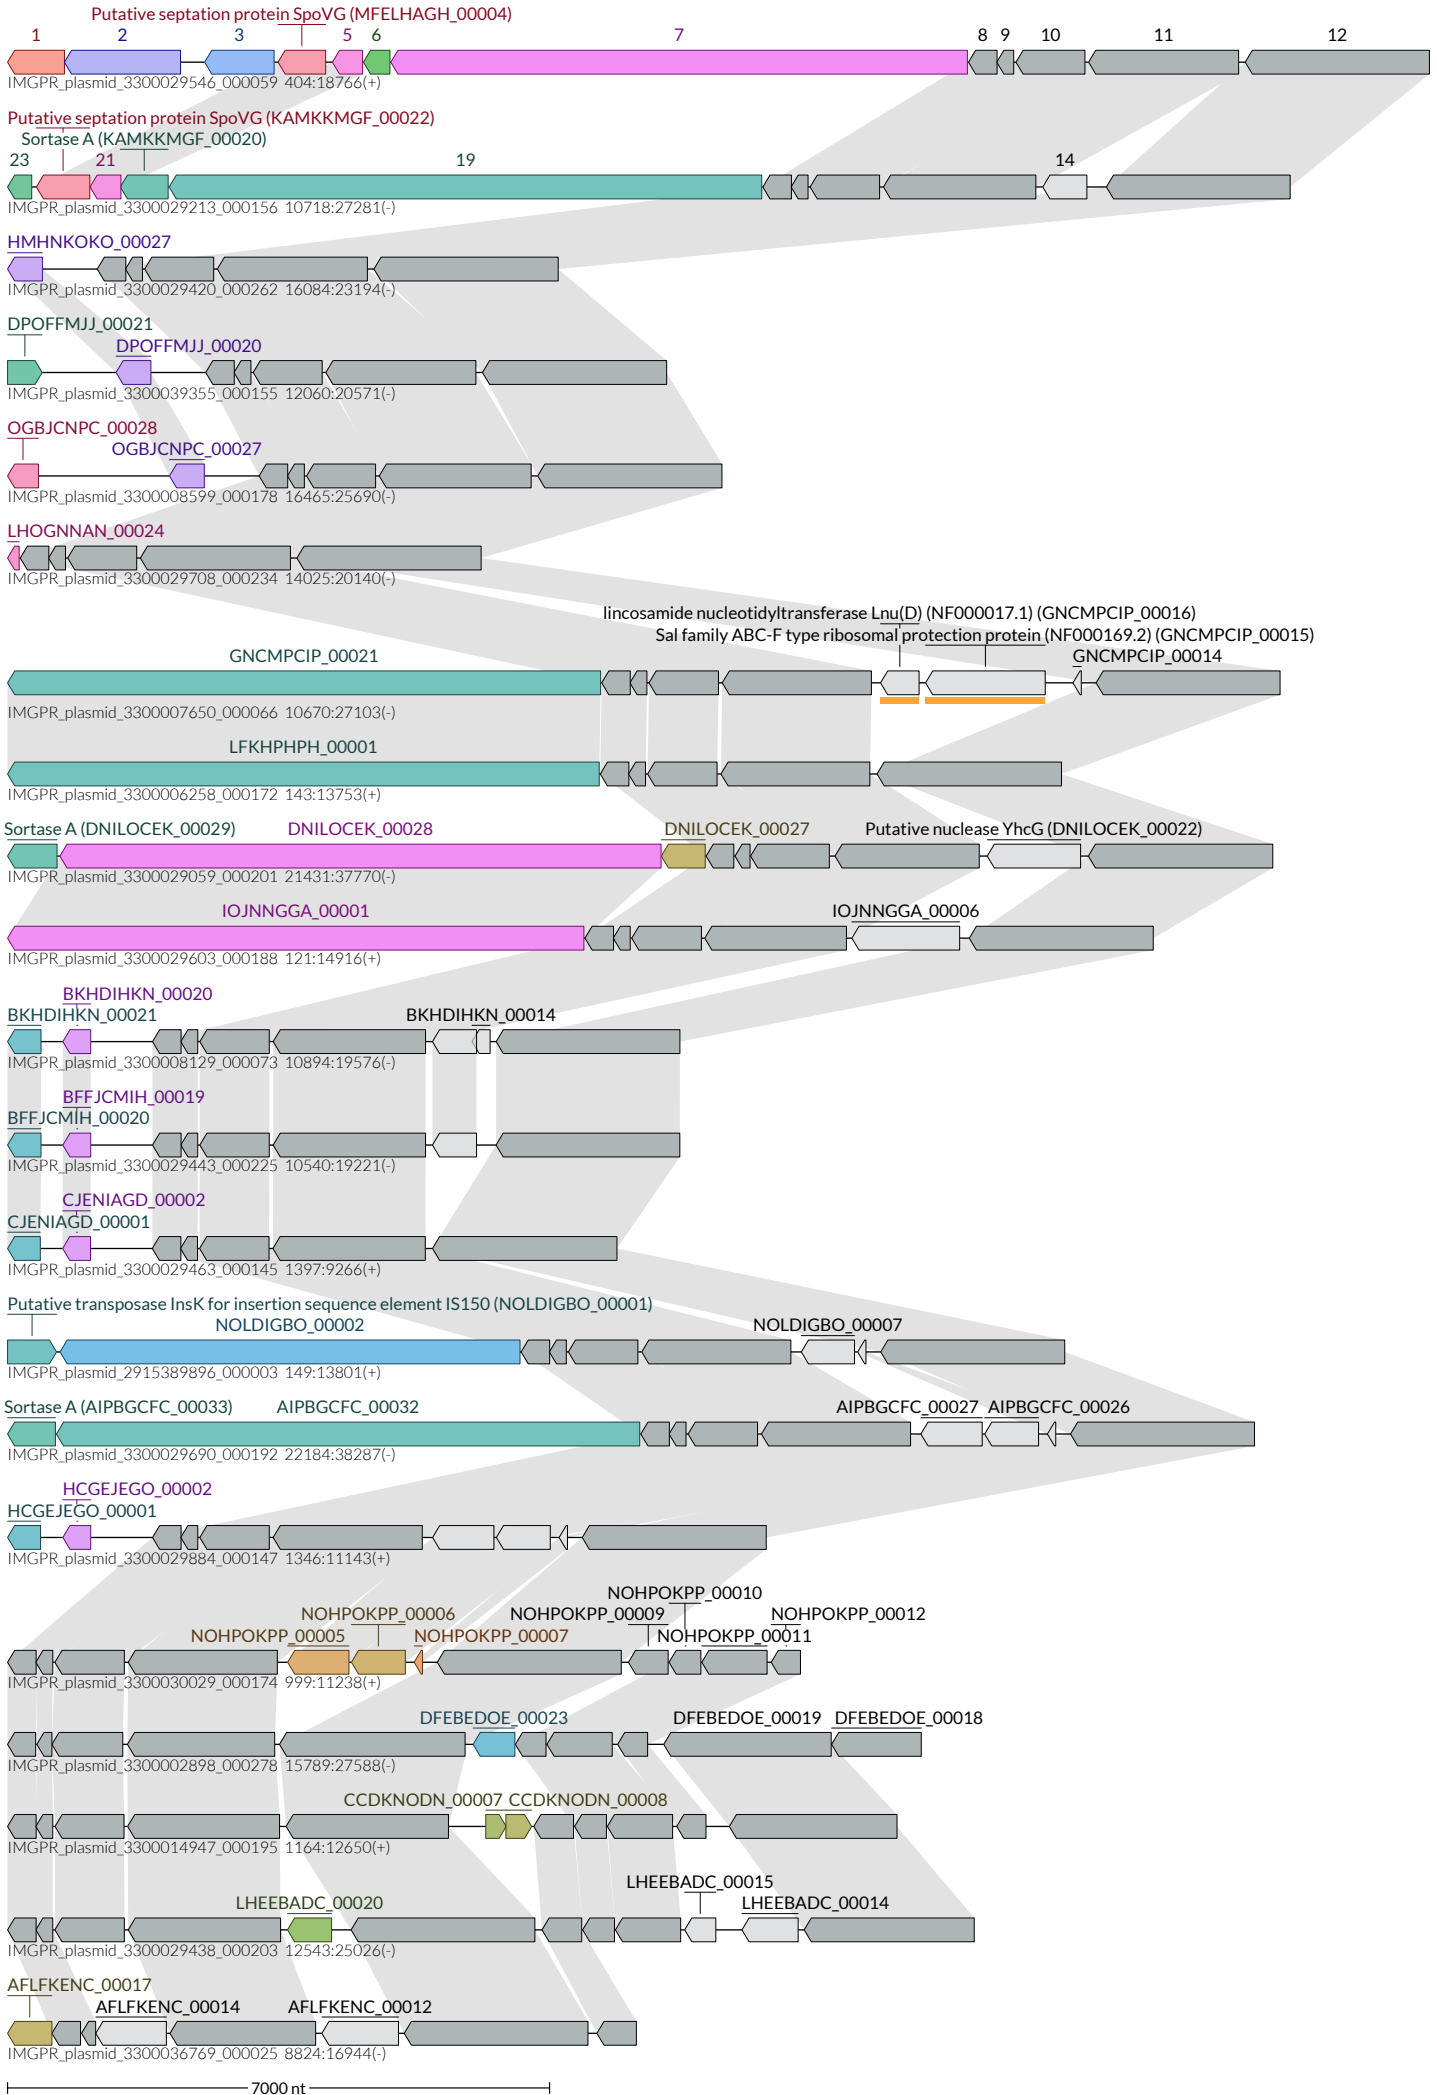 Putative septation protein SpoVG (MFELHAGH_00004)
1 2 3 5 6 7 8 9 10 11 12
IMGPR_plasmid_3300029546_000059 404:18766(+)
Putative septation protein SpoVG (KAMKKMGF_00022)
Sortase A (KAMKKMGF_00020)
23 21 19 14
IMGPR_plasmid_3300029213_000156 10718:27281(-)
HMHNKOKO_00027
IMGPR_plasmid_3300029420_000262 16084:23194(-)
DPOFFMJJ_00021
DPOFFMJJ_00020
IMGPR_plasmid_3300039355_000155 12060:20571(-)
OGBJCNPC_00028
OGBJCNPC_00027
IMGPR_plasmid_3300008599_000178 16465:25690(-)
LHOGNNAN_00024
IMGPR_plasmid_3300029708_000234 14025:20140(-)
lincosamide nucleotidyltransferase Lnu(D) (NF000017.1) (GNCMPCIP_00016)
Sal family ABC-F type ribosomal protection protein (NF000169.2) (GNCMPCIP_00015)
GNCMPCIP_00021 GNCMPCIP_00014
IMGPR_plasmid_3300007650_000066 10670:27103(-)
LFKHPHPH_00001
IMGPR_plasmid_3300006258_000172 143:13753(+)
Sortase A (DNILOCEK_00029) DNILOCEK_00028 DNILOCEK_00027 Putative nuclease YhcG (DNILOCEK_00022)
IMGPR_plasmid_3300029059_000201 21431:37770(-)
IOJNNGGA_00001 IOJNNGGA_00006
IMGPR_plasmid_3300029603_000188 121:14916(+)
BKHDIHKN_00020
BKHDIHKN_00021 BKHDIHKN_00014
IMGPR_plasmid_3300008129_000073 10894:19576(-)
BFFJCMIH_00019
BFFJCMIH_00020
IMGPR_plasmid_3300029443_000225 10540:19221(-)
CJENIAGD_00002
CJENIAGD_00001
IMGPR_plasmid_3300029463_000145 1397:9266(+)
Putative transposase InsK for insertion sequence element IS150 (NOLDIGBO_00001)
NOLDIGBO_00002 NOLDIGBO_00007
IMGPR_plasmid_2915389896_000003 149:13801(+)
Sortase A (AIPBGCFC_00033) AIPBGCFC_00032 AIPBGCFC_00027 AIPBGCFC_00026
IMGPR_plasmid_3300029690_000192 22184:38287(-)
HCGEJEGO_00002
HCGEJEGO_00001
IMGPR_plasmid_3300029884_000147 1346:11143(+)
NOHPOKPP_00010
NOHPOKPP_00006 NOHPOKPP_00009 NOHPOKPP_00012
NOHPOKPP_00005 NOHPOKPP_00007 NOHPOKPP_00011
IMGPR_plasmid_3300030029_000174 999:11238(+)
DFEBEDOE_00023 DFEBEDOE_00019 DFEBEDOE_00018
IMGPR_plasmid_3300002898_000278 15789:27588(-)
CCDKNODN_00007 CCDKNODN_00008
IMGPR_plasmid_3300014947_000195 1164:12650(+)
LHEEBADC_00015
LHEEBADC_00020 LHEEBADC_00014
IMGPR_plasmid_3300029438_000203 12543:25026(-)
AFLFKENC_00017
AFLFKENC_00014 AFLFKENC_00012
IMGPR_plasmid_3300036769_000025 8824:16944(-)
7000 nt